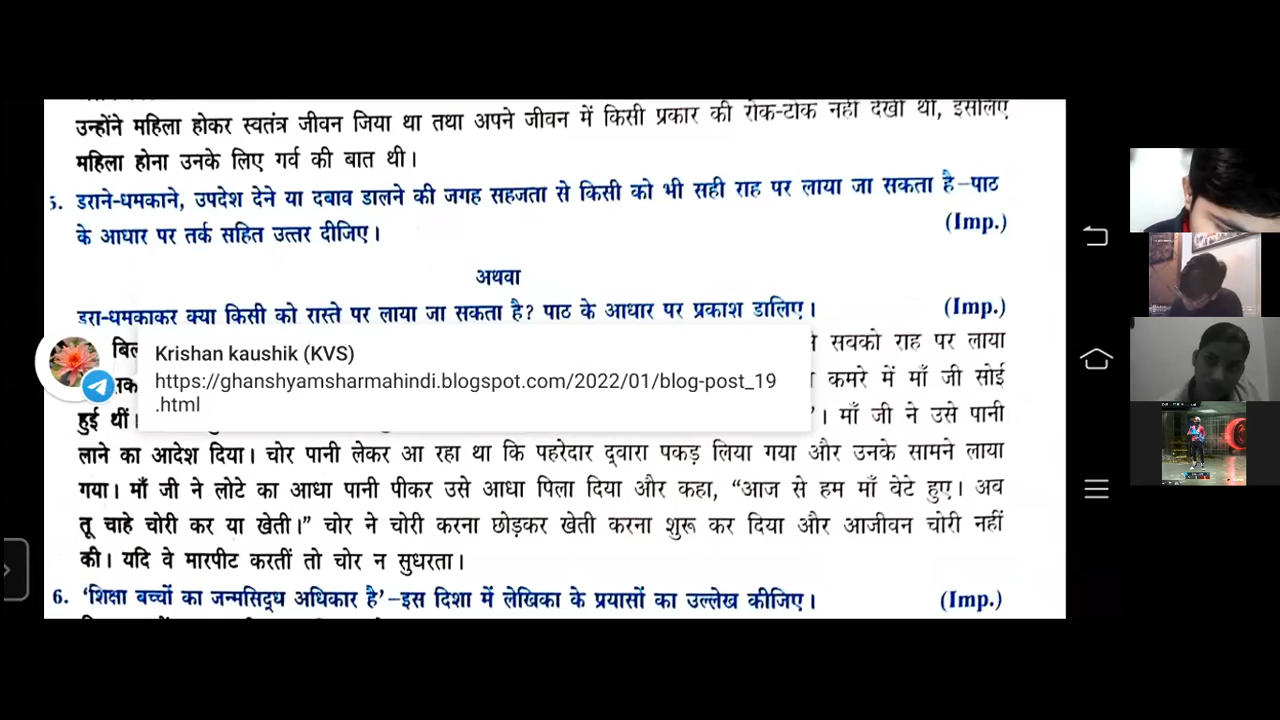 उन्होंने महिला होकर स्वतंत्र जीवन जिया था तथा अपने जीवन में किसी प्रकार की रोक-टोक नहीं देखी थी, इसलिए
महिला होना उनके लिए गर्व की बात थी।
5. डराने-धमकाने, उपदेश देने या दबाव डालने की जगह सहजता से किसी को भी सही राह पर लाया जा सकता है–पाठ
के आधार पर तर्क सहित उत्तर दीजिए। (Imp.)
अथवा
डरा-धमकाकर क्या किसी को रास्ते पर लाया जा सकता है? पाठ के आधार पर प्रकाश डालिए। (Imp.)
सबको राह पर लाया
Krishan kaushik (KVS)
https://ghanshyamsharmahindi.blogspot.com/2022/01/blog-post_19
.html
कमरे में माँ जी सोई
हुई थीं। माँ जी ने उसे पानी
लाने का आदेश दिया। चोर पानी लेकर आ रहा था कि पहरेदार द्वारा पकड़ लिया गया और उनके सामने लाया
गया। माँ जी ने लोटे का आधा पानी पीकर उसे आधा पिला दिया और कहा, “आज से हम माँ बेटे हुए। अब
तू चाहे चोरी कर या खेती।” चोर ने चोरी करना छोड़कर खेती करना शुरू कर दिया और आजीवन चोरी नहीं
की। यदि वे मारपीट करतीं तो चोर न सुधरता।
6. ‘शिक्षा बच्चों का जन्मसिद्ध अधिकार है’–इस दिशा में लेखिका के प्रयासों का उल्लेख कीजिए। (Imp.)